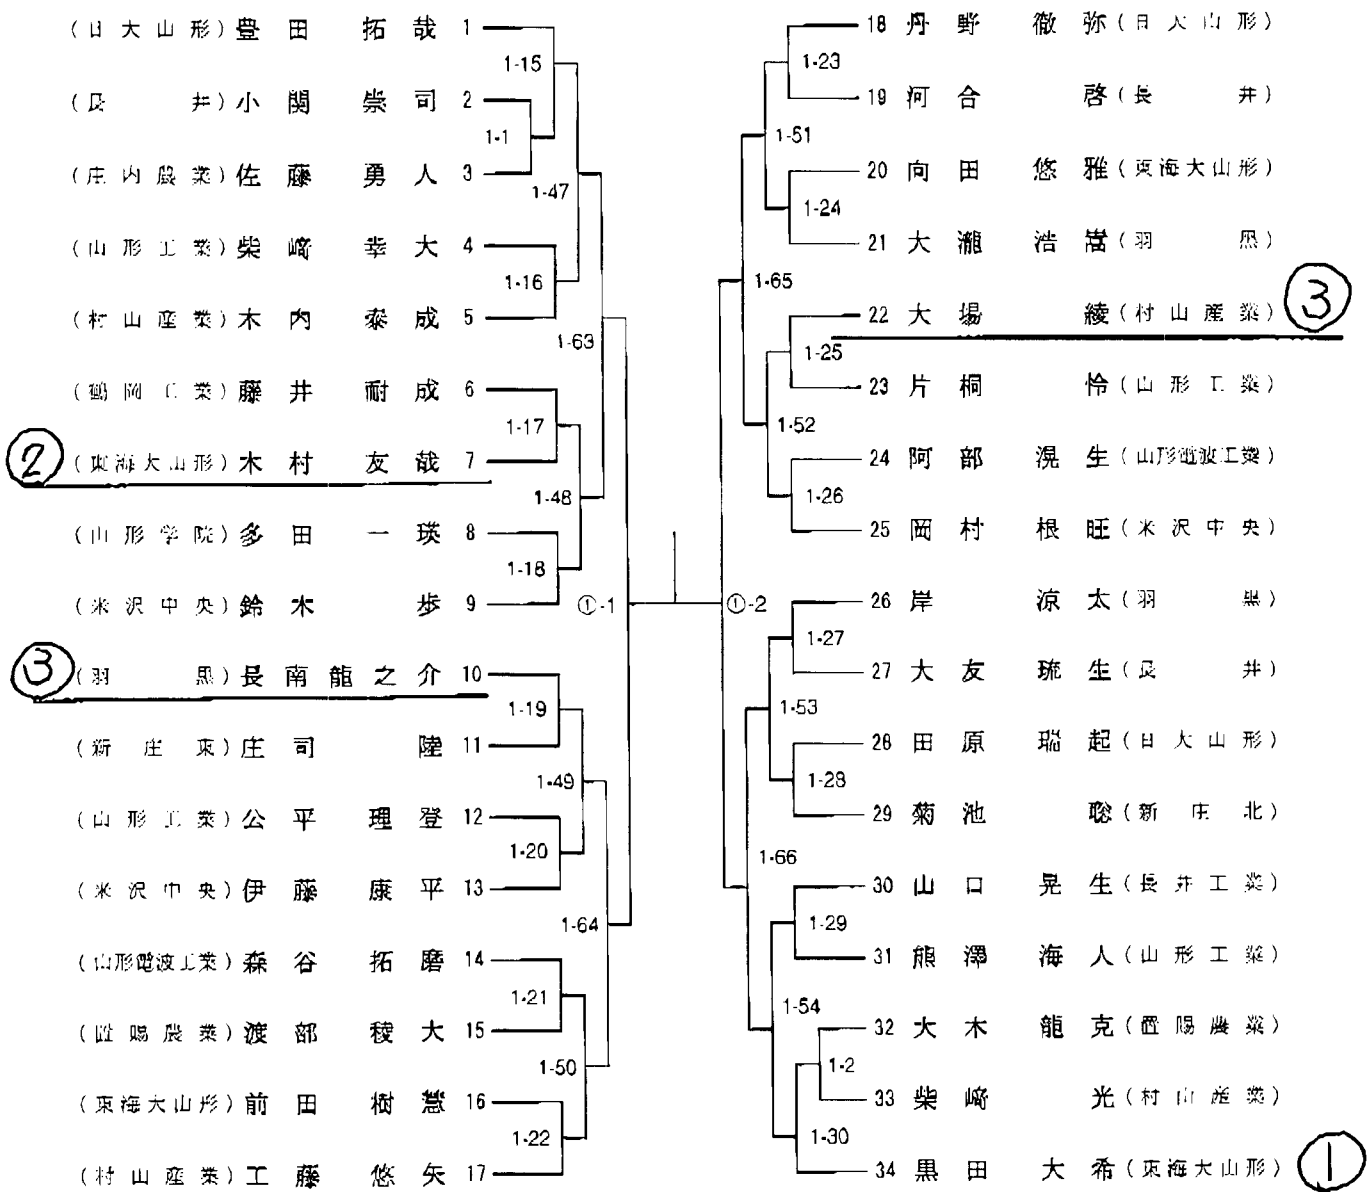 (日大山形) 豊田 拓哉 1
1-15
(長井) 小関 崇司 2
1-1
(庄内農業) 佐藤 勇人 3
1-47
(山形工業) 柴﨑 幸大 4
1-16
(村山産業) 木内 泰成 5
1-63
(鶴岡工業) 藤井 耐成 6
1-17
② (東海大山形) 木村 友哉 7
1-48
(山形学院) 多田 一瑛 8
1-18
(米沢中央) 鈴木 歩 9
①-1
③ (羽黒) 長南龍之介 10
1-19
(新庄東) 庄司 陸 11
1-49
(山形工業) 公平 理登 12
1-20
(米沢中央) 伊藤 康平 13
1-64
(山形電波工業) 森谷 拓磨 14
1-21
(置賜農業) 渡部 稜大 15
1-50
(東海大山形) 前田 樹慧 16
1-22
(村山産業) 工藤 悠矢 17
18 丹野 徹弥 (日大山形)
1-23
19 河合 啓 (長井)
1-51
20 向田 悠雅 (東海大山形)
1-24
21 大瀧 浩嵩 (羽黒)
1-65
22 大場 綾 (村山産業) ③
1-25
23 片桐 怜 (山形工業)
1-52
24 阿部 滉生 (山形電波工業)
1-26
25 岡村 根旺 (米沢中央)
①-2
26 岸 涼太 (羽黒)
1-27
27 大友 琉生 (長井)
1-53
28 田原 瑞起 (日大山形)
1-28
29 菊池 聡 (新庄北)
1-66
30 山口 晃生 (長井工業)
1-29
31 熊澤 海人 (山形工業)
1-54
32 大木 龍克 (置賜農業)
1-2
33 柴﨑 光 (村山産業)
1-30
34 黒田 大希 (東海大山形) ①